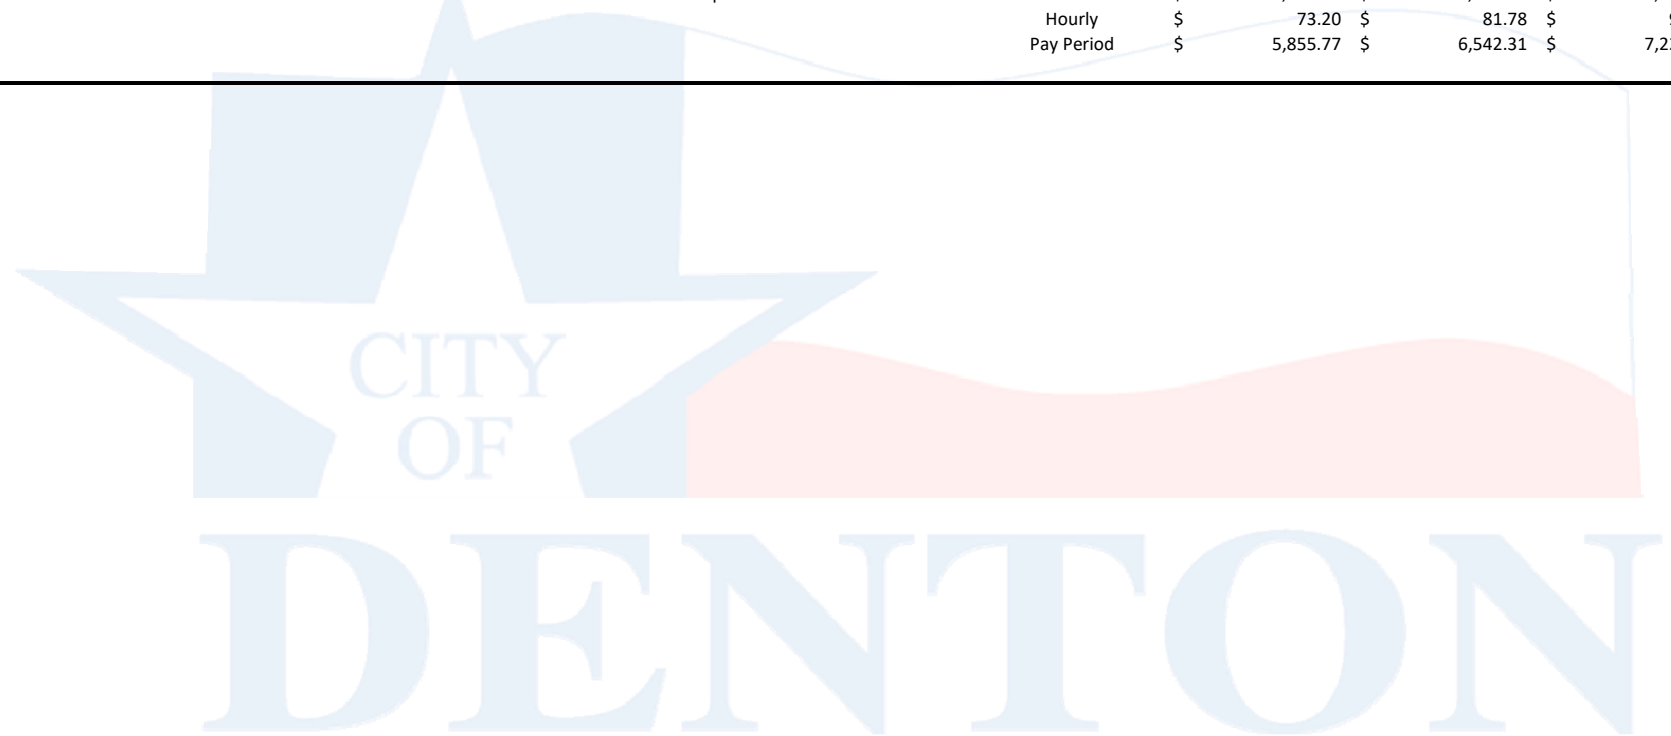 Hourly $ 73.20 $ 81.78 $
Pay Period $ 5,855.77 $ 6,542.31 $
CITY
OF
DENTON